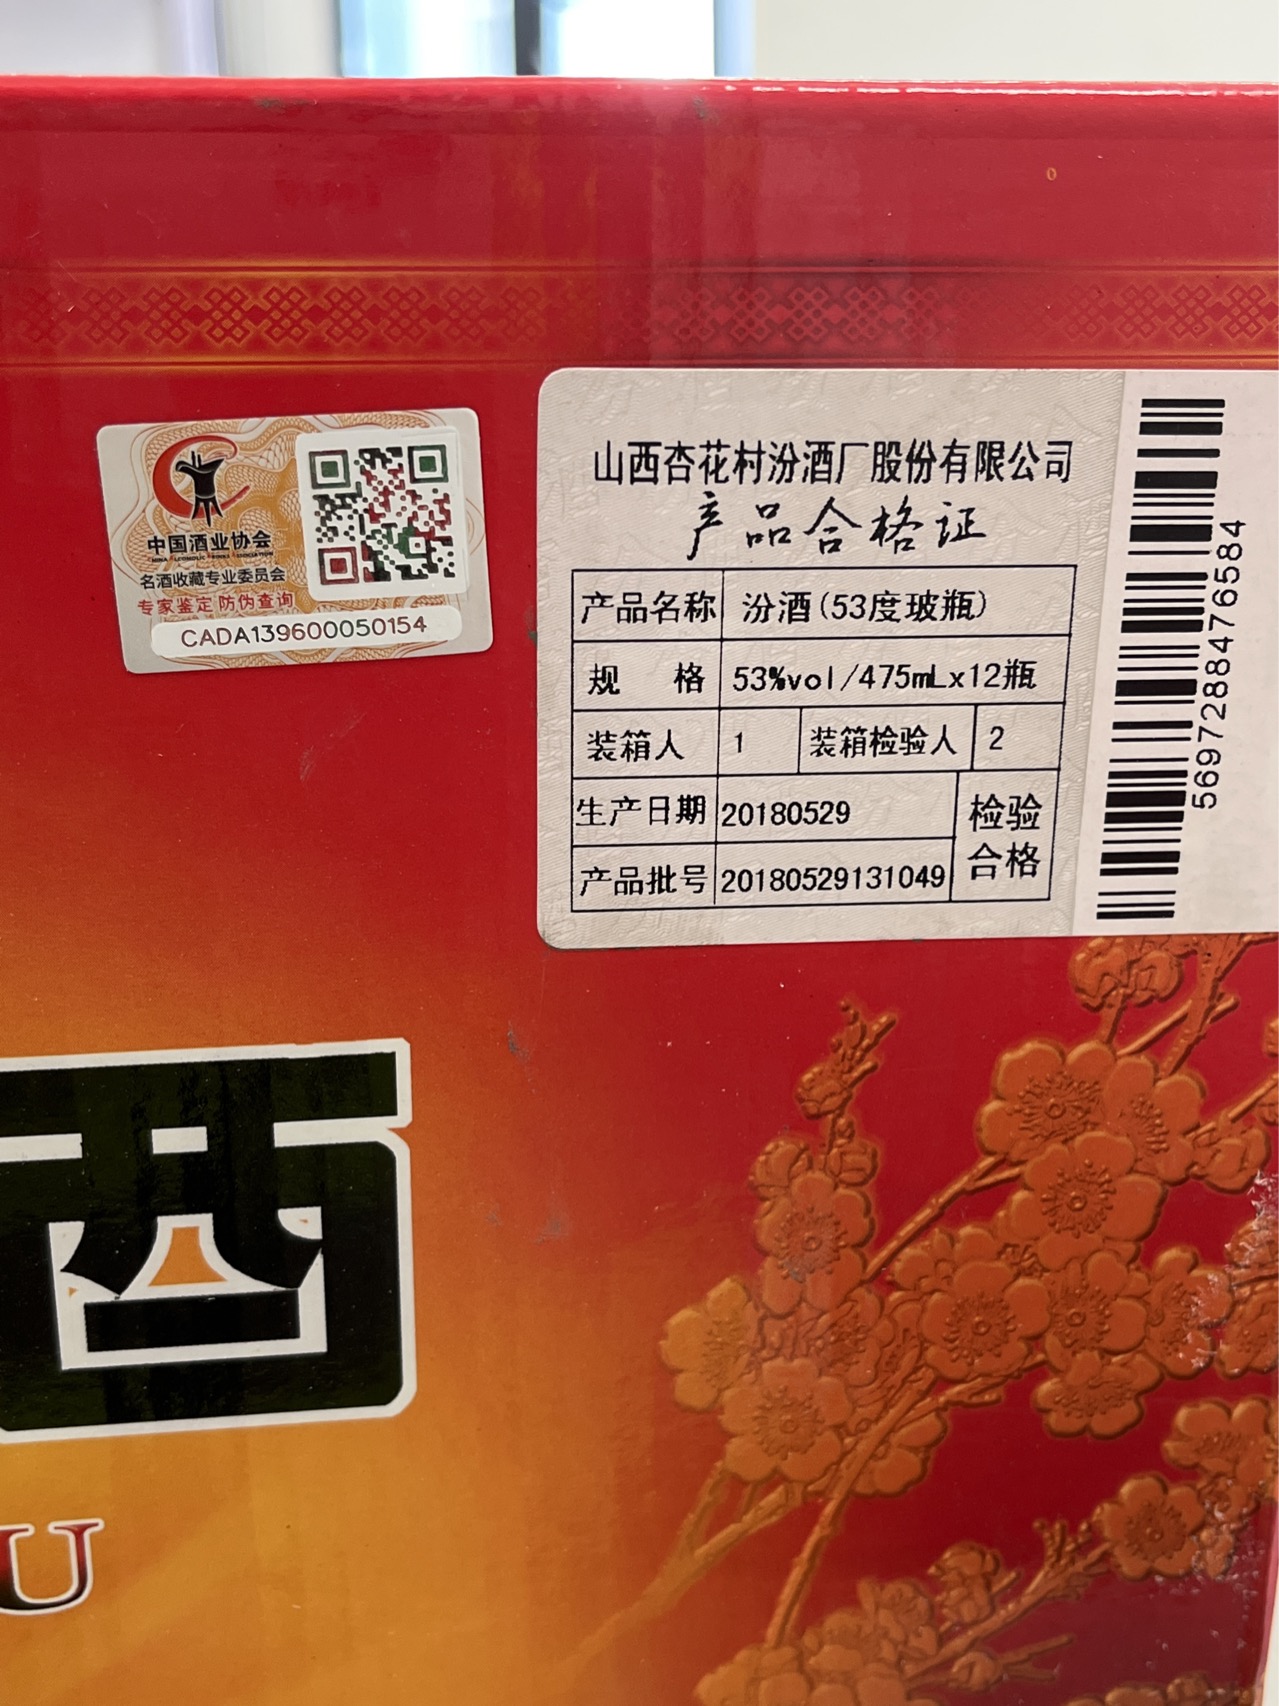 中国酒业协会
名酒收藏专业委员会
专家鉴定 防伪查询
CADA139600050154
山西杏花村汾酒厂股份有限公司
产品合格证
产品名称 汾酒(53度玻瓶)
规 格 53%vol/475mLx12瓶
装箱人 1 装箱检验人 2
生产日期 20180529 检验
产品批号 20180529131049 合格
5697288476584
酒
U